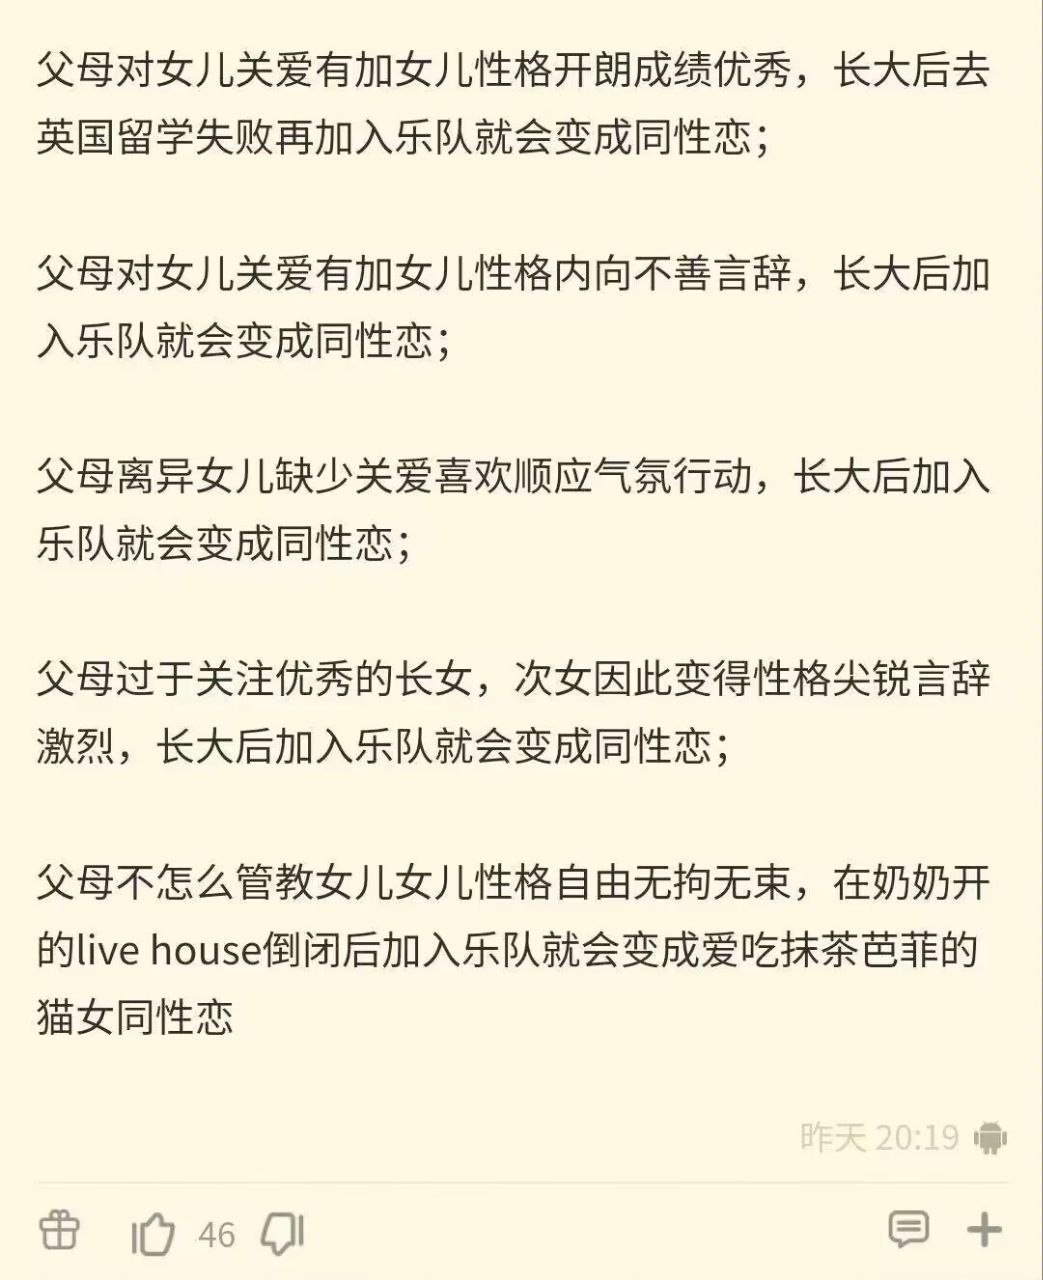 父母对女儿关爱有加女儿性格开朗成绩优秀，长大后去
英国留学失败再加入乐队就会变成同性恋；
父母对女儿关爱有加女儿性格内向不善言辞，长大后加
入乐队就会变成同性恋；
父母离异女儿缺少关爱喜欢顺应气氛行动，长大后加入
乐队就会变成同性恋；
父母过于关注优秀的长女，次女因此变得性格尖锐言辞
激烈，长大后加入乐队就会变成同性恋；
父母不怎么管教女儿女儿性格自由无拘无束，在奶奶开
的live house倒闭后加入乐队就会变成爱吃抹茶芭菲的
猫女同性恋
昨天 20:19
46